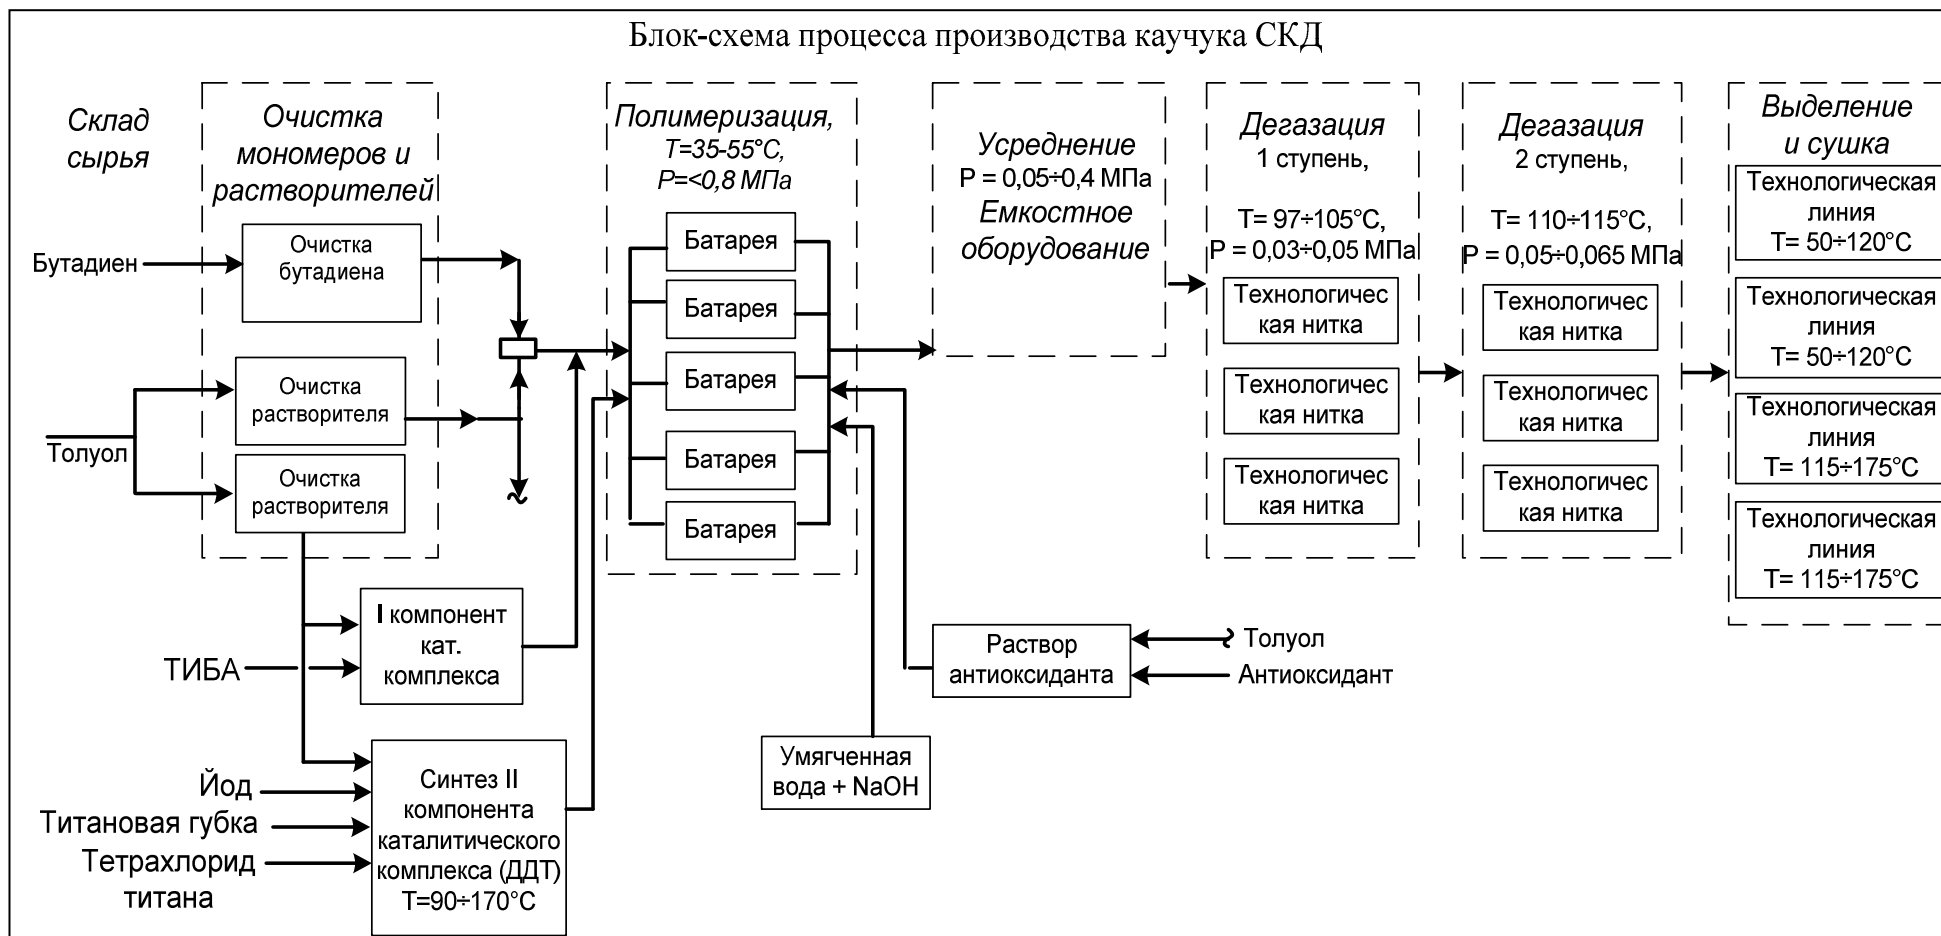 Блок-схема процесса производства каучука СКД
Склад
сырья
Очистка
мономеров и
растворителей
Бутадиен
Очистка
бутадиена
Толуол
Очистка
растворителя
Очистка
растворителя
ТИБА
I компонент
кат.
комплекса
Йод
Титановая губка
Тетрахлорид
титана
Синтез II
компонента
каталитического
комплекса (ДДТ)
T=90÷170°C
Полимеризация,
T=35-55°C,
P=<0,8 МПа
Батарея
Батарея
Батарея
Батарея
Батарея
Умягченная
вода + NaOH
Раствор
антиоксиданта
Толуол
Антиоксидант
Усреднение
P = 0,05÷0,4 МПа
Емкостное
оборудование
Дегазация
1 ступень,
T= 97÷105°C,
P = 0,03÷0,05 МПа
Технологичес
кая нитка
Технологичес
кая нитка
Технологичес
кая нитка
Дегазация
2 ступень,
T= 110÷115°C,
P = 0,05÷0,065 МПа
Технологичес
кая нитка
Технологичес
кая нитка
Технологичес
кая нитка
Выделение
и сушка
Технологическая
линия
T= 50÷120°C
Технологическая
линия
T= 50÷120°C
Технологическая
линия
T= 115÷175°C
Технологическая
линия
T= 115÷175°C